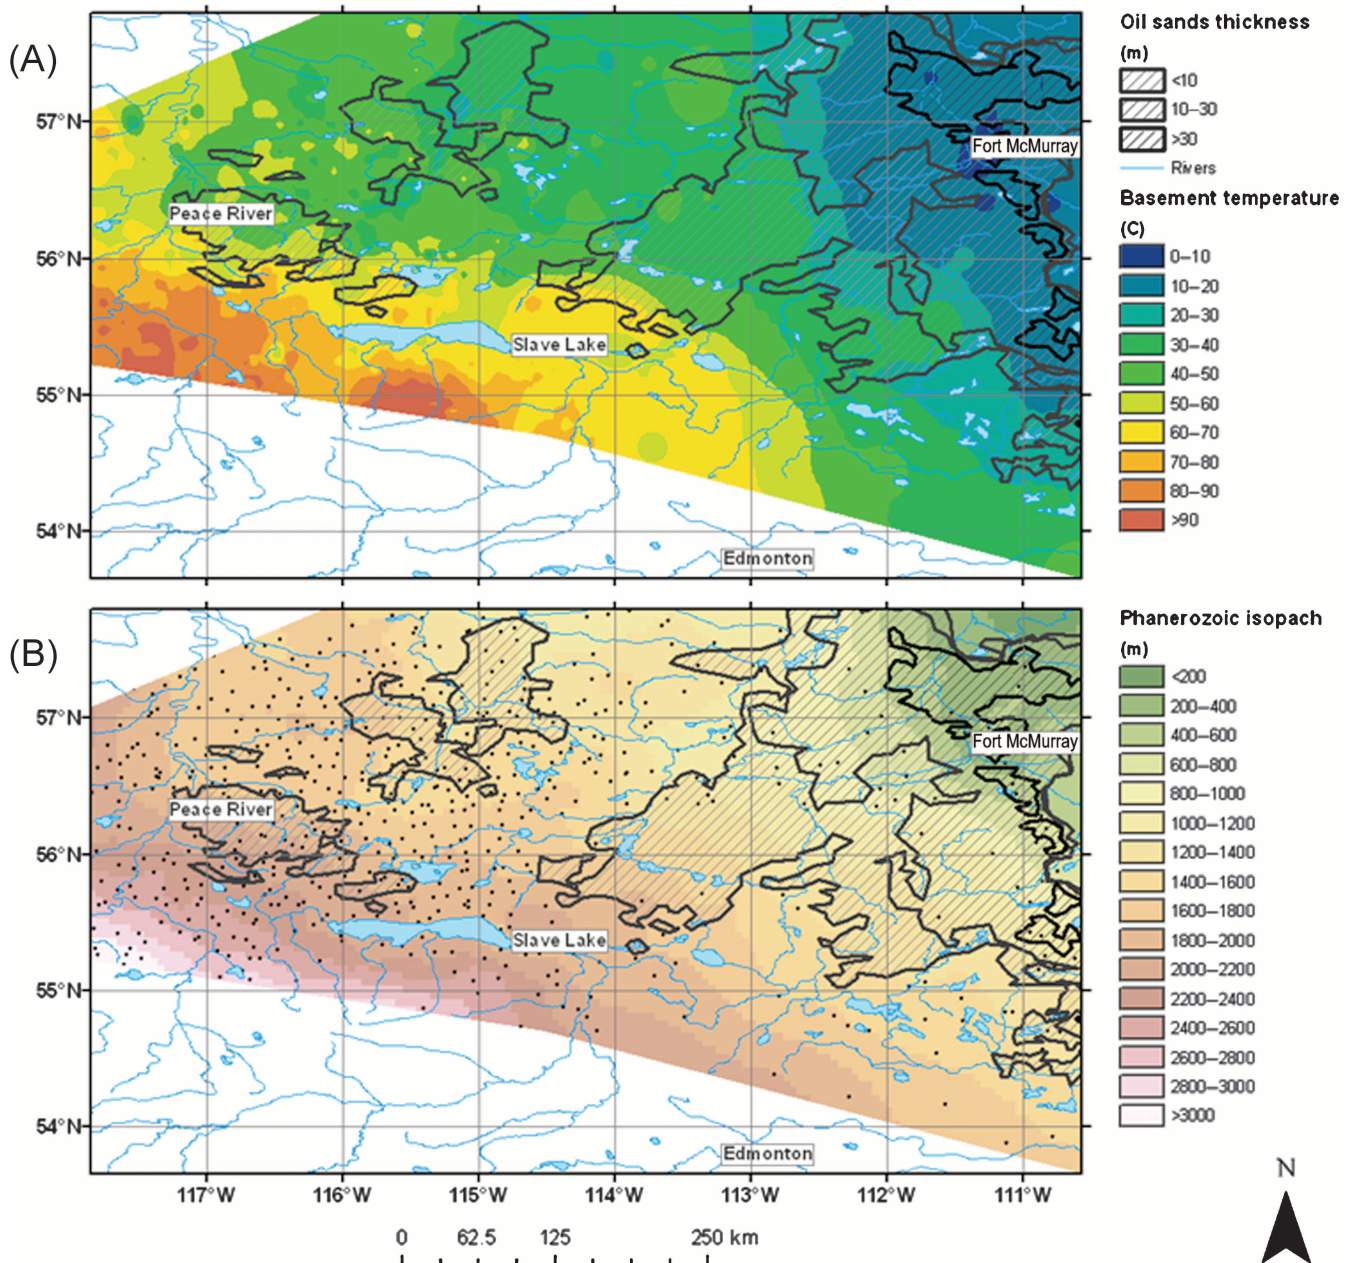 (A)
57°N
56°N
55°N
54°N
Fort McMurray
Peace River
Slave Lake
Edmonton
Oil sands thickness
(m)
<10
10–30
>30
Rivers
Basement temperature
(C)
0–10
10–20
20–30
30–40
40–50
50–60
60–70
70–80
80–90
>90
(B)
57°N
56°N
55°N
54°N
Fort McMurray
Peace River
Slave Lake
Edmonton
117°W 116°W 115°W 114°W 113°W 112°W 111°W
Phanerozoic isopach
(m)
<200
200–400
400–600
600–800
800–1000
1000–1200
1200–1400
1400–1600
1600–1800
1800–2000
2000–2200
2200–2400
2400–2600
2600–2800
2800–3000
>3000
N
0 62.5 125 250 km